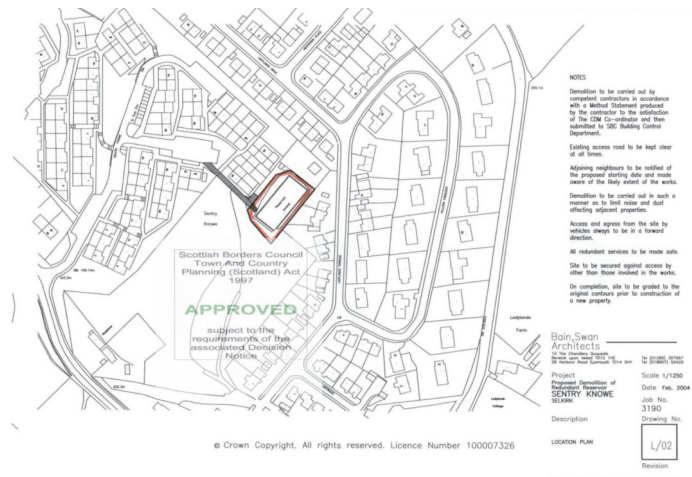 NOTES
Demolition to be carried out by
competent contractors in accordance
with a Method Statement produced
by the contractor to the satisfaction
of The CDM Co-ordinator and then
submitted to SBC Building Control
Department.
Existing access road to be kept clear
at all times.
Adjoining neighbours to be notified of
the proposed starting date and made
aware of the likely extent of the works.
Demolition to be carried out in such a
manner as to limit noise and dust
affecting adjacent properties.
Access and egress from the site by
vehicles always to be in a forward
direction.
All redundant services to be made safe.
Site to be secured against access by
other than those involved in the works.
On completion, site to be graded to the
original contours prior to construction of
a new property.
Sentry
Knowe
Scottish Borders Council
Town And Country
Planning (Scotland) Act
1997
APPROVED
subject to the
requirements of the
associated Decision
Notice
Ladylands
Farm
Bain, Swan
Architects
Project
Proposed Demolition of
Redundant Reservoir
SENTRY KNOWE
SELKIRK
Scale 1/1250
Date Feb. 2004
Job No.
3190
Description
Drawing No.
LOCATION PLAN
L/02
Revision
© Crown Copyright. All rights reserved. Licence Number 100007326